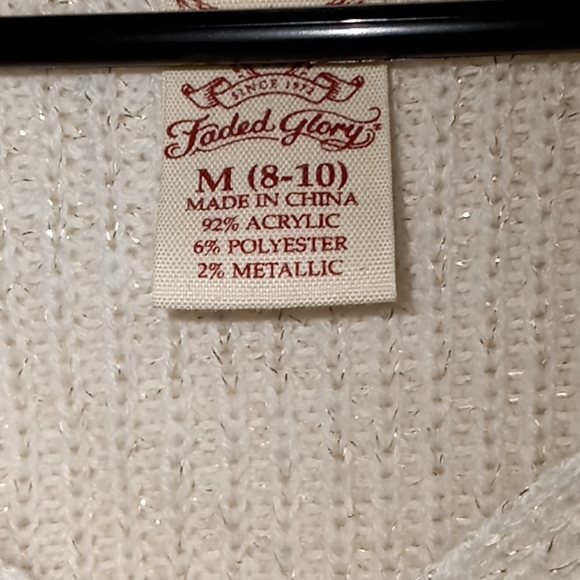 SINCE 1972
Faded Glory
M (8-10)
MADE IN CHINA
92% ACRYLIC
6% POLYESTER
2% METALLIC